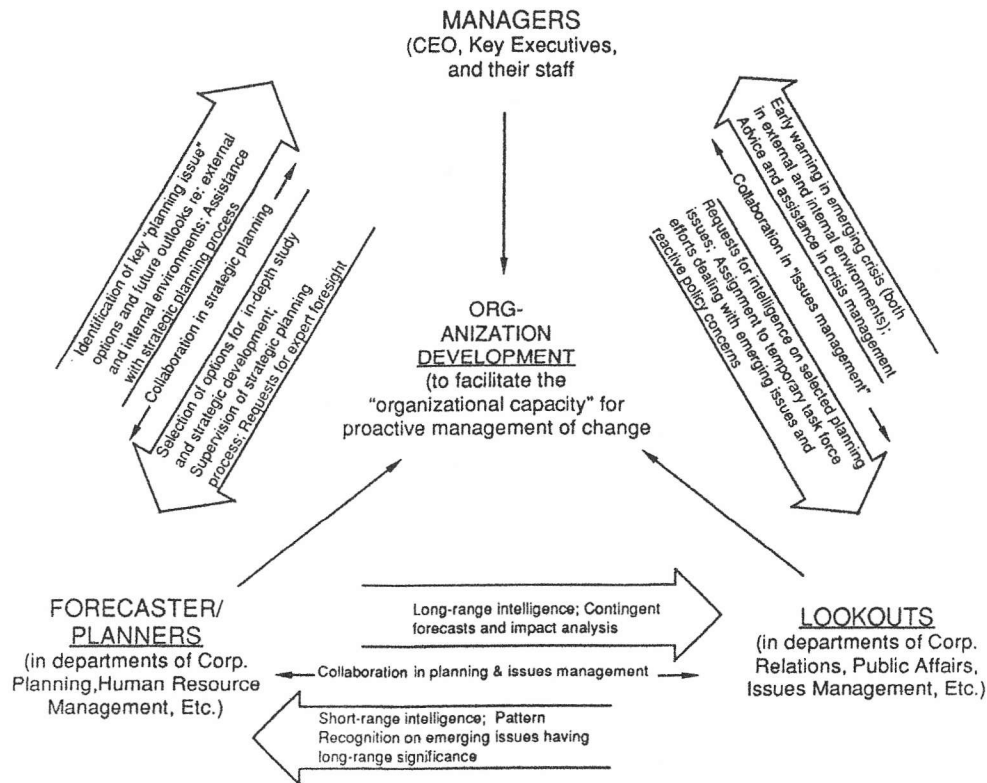 MANAGERS
(CEO, Key Executives,
and their staff
Identification of key "planning issue"
options and future outlooks re: external
and internal environments; Assistance
with strategic planning process
Collaboration in strategic planning
Selection of options for in-depth study
and strategic development;
Supervision of strategic planning
process; Requests for expert foresight
Early warning in emerging crisis (both
in external and internal environments);
Advice and assistance in crisis management
Collaboration in "Issues management"
Requests for intelligence on selected planning
issues; Assignment to temporary task force
efforts dealing with emerging issues and
reactive policy concerns
ORG-
ANIZATION
DEVELOPMENT
(to facilitate the
"organizational capacity" for
proactive management of change
FORECASTER/
PLANNERS
(in departments of Corp.
Planning,Human Resource
Management, Etc.)
Long-range intelligence; Contingent
forecasts and impact analysis
Collaboration in planning & issues management
Short-range intelligence; Pattern
Recognition on emerging issues having
long-range significance
LOOKOUTS
(in departments of Corp.
Relations, Public Affairs,
Issues Management, Etc.)